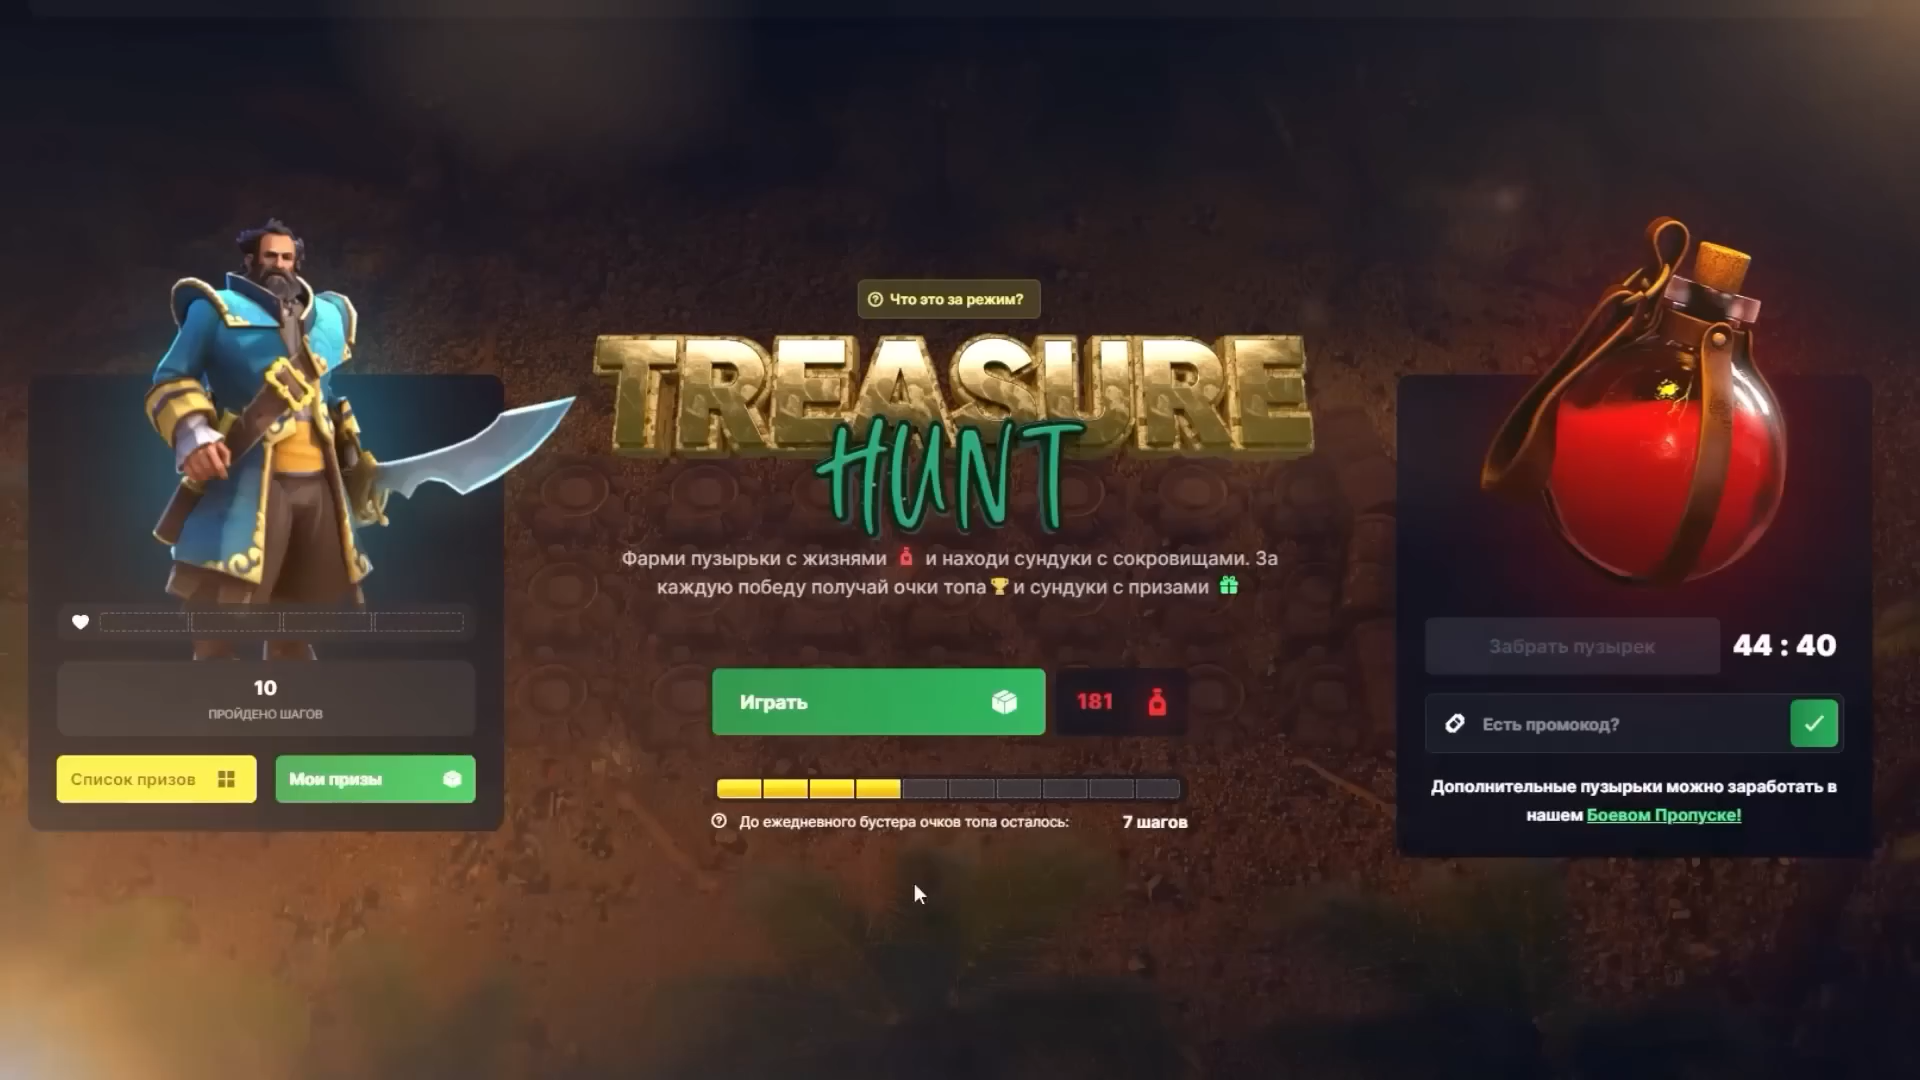 Что это за режим?
TREASURE
HUNT
Фарми пузырьки с жизнями и находи сундуки с сокровищами. За
каждую победу получай очки топа и сундуки с призами
10
ПРОЙДЕНО ШАГОВ
Список призов
Мои призы
Играть
181
До ежедневного бустера очков топа осталось:
7 шагов
Забрать пузырек
44 : 40
Есть промокод?
Дополнительные пузырьки можно заработать в
нашем Боевом Пропуске!